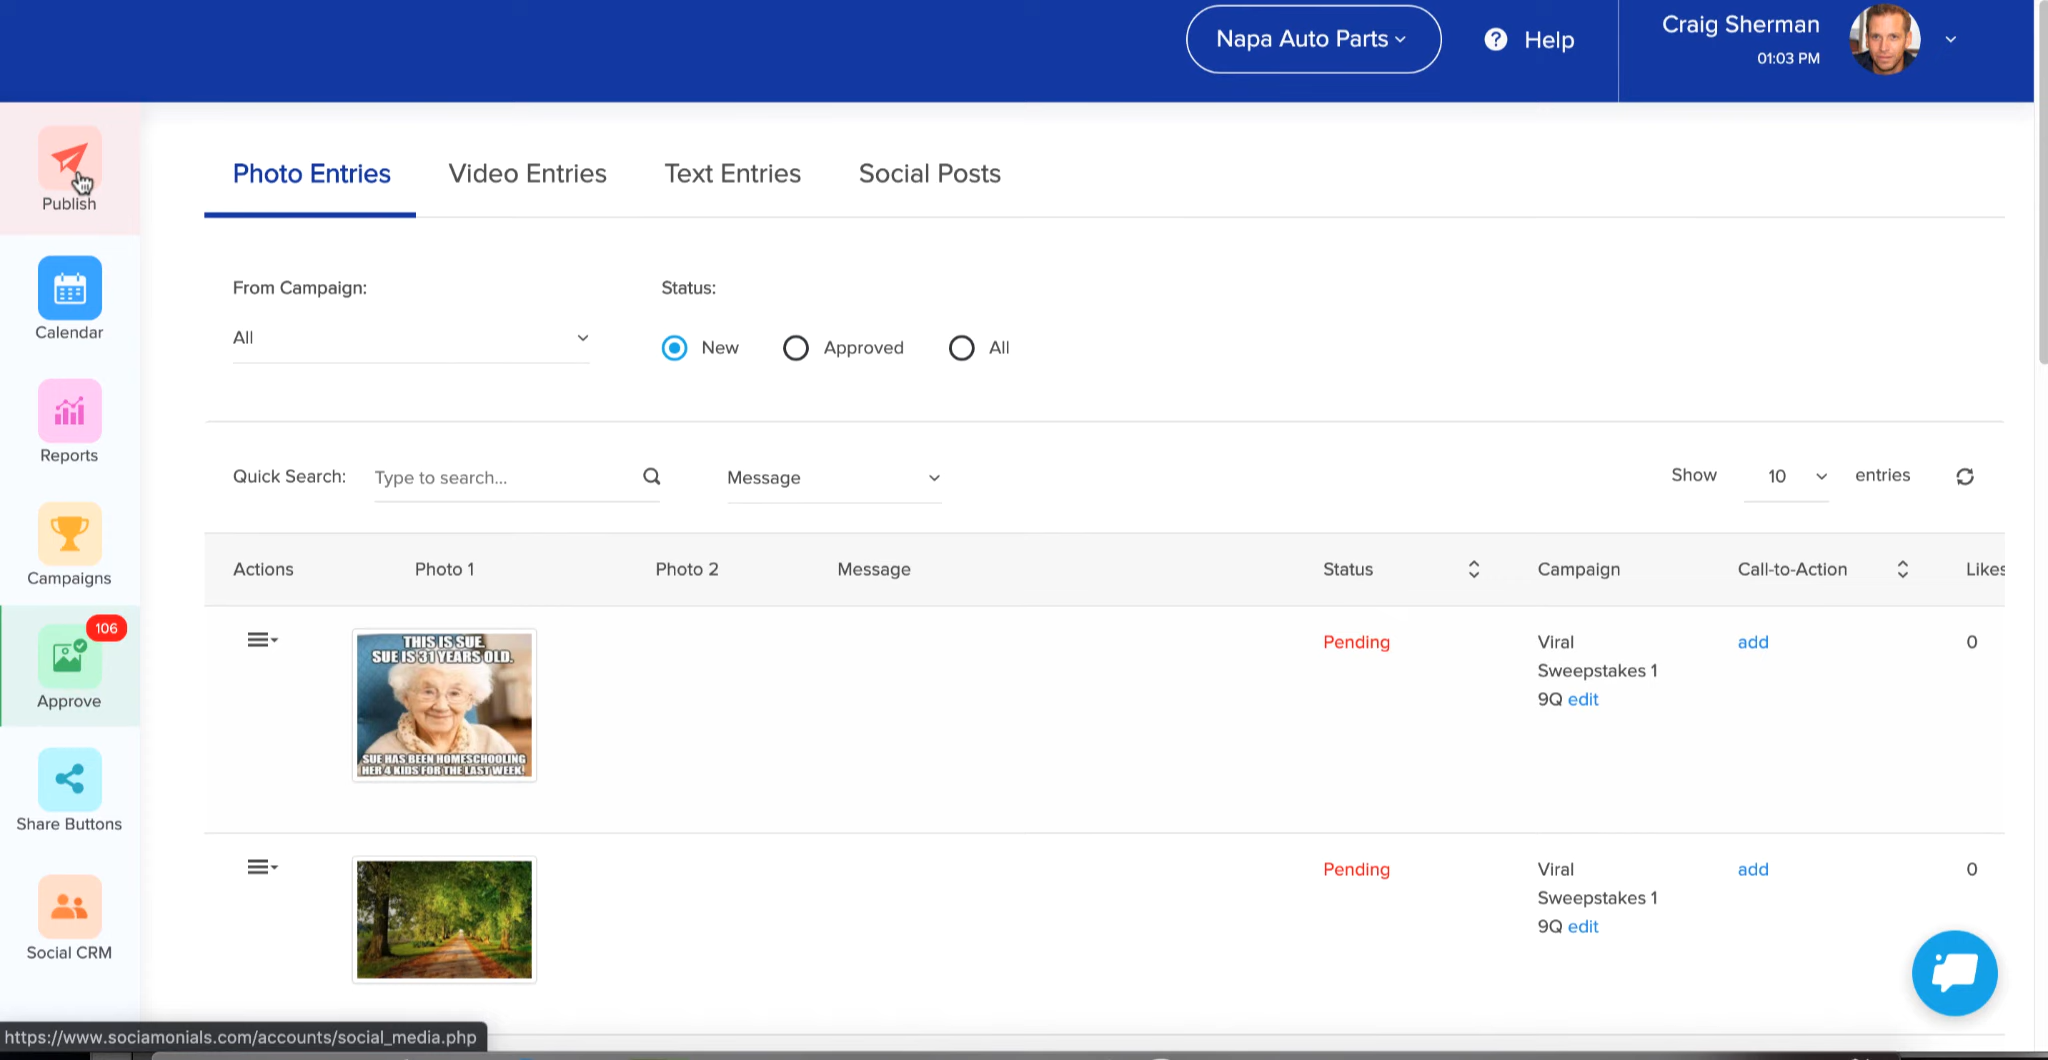 Napa Auto Parts
Help
Craig Sherman
01:03 PM
Publish
Calendar
Reports
Campaigns
106
Approve
Share Buttons
Social CRM
Photo Entries
Video Entries
Text Entries
Social Posts
From Campaign:
All
Status:
New
Approved
All
Quick Search:
Type to search...
Message
Show
10
entries
Actions
Photo 1
Photo 2
Message
Status
Campaign
Call-to-Action
Likes
THIS IS SUE.
SUE IS 31 YEARS OLD.
SUE HAS BEEN HOMESCHOOLING
HER 4 KIDS FOR THE LAST WEEK!
Pending
Viral
Sweepstakes 1
9Q edit
add
0
Pending
Viral
Sweepstakes 1
9Q edit
add
0
https://www.sociamonials.com/accounts/social_media.php